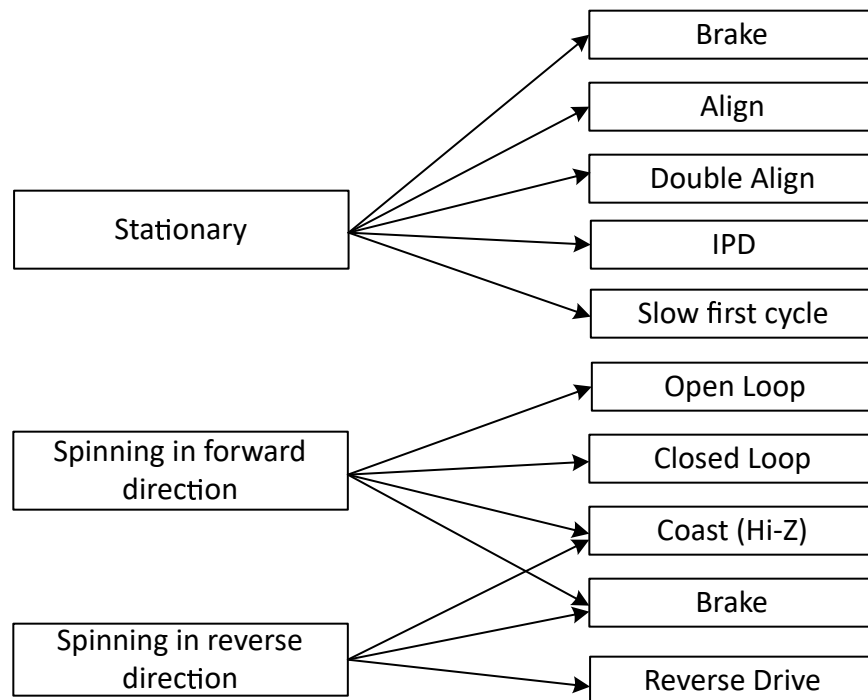 Brake
Align
Double Align
Stationary
IPD
Slow first cycle
Open Loop
Spinning in forward
direction
Closed Loop
Coast (Hi-Z)
Brake
Spinning in reverse
direction
Reverse Drive